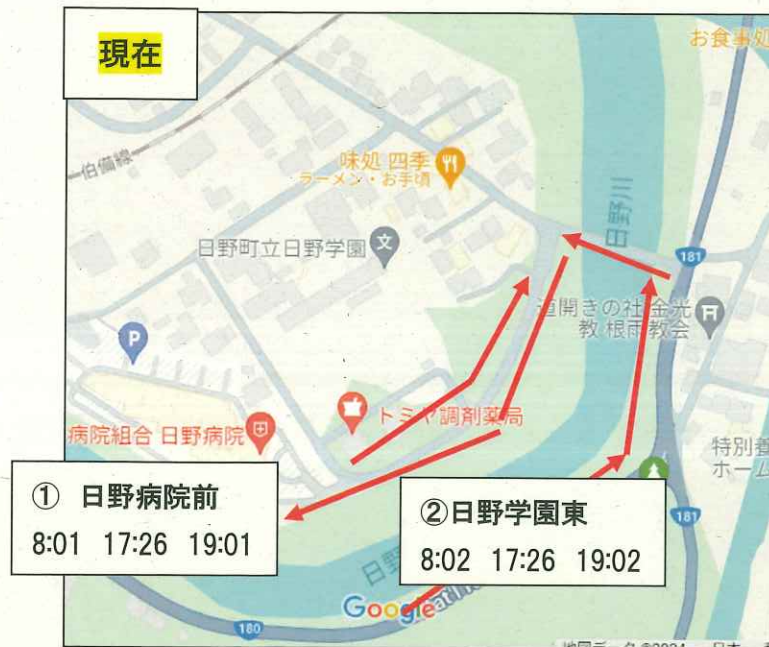 現在
お食事処
伯備線
味処 四季
ラーメン・お手頃
日野川
日野町立日野学園
文
181
道開きの社 金光
教 根雨教会
P
トミヤ調剤薬局
病院組合 日野病院
特別養
ホーム
① 日野病院前
8:01 17:26 19:01
②日野学園東
8:02 17:26 19:02
181
日野
Google
180